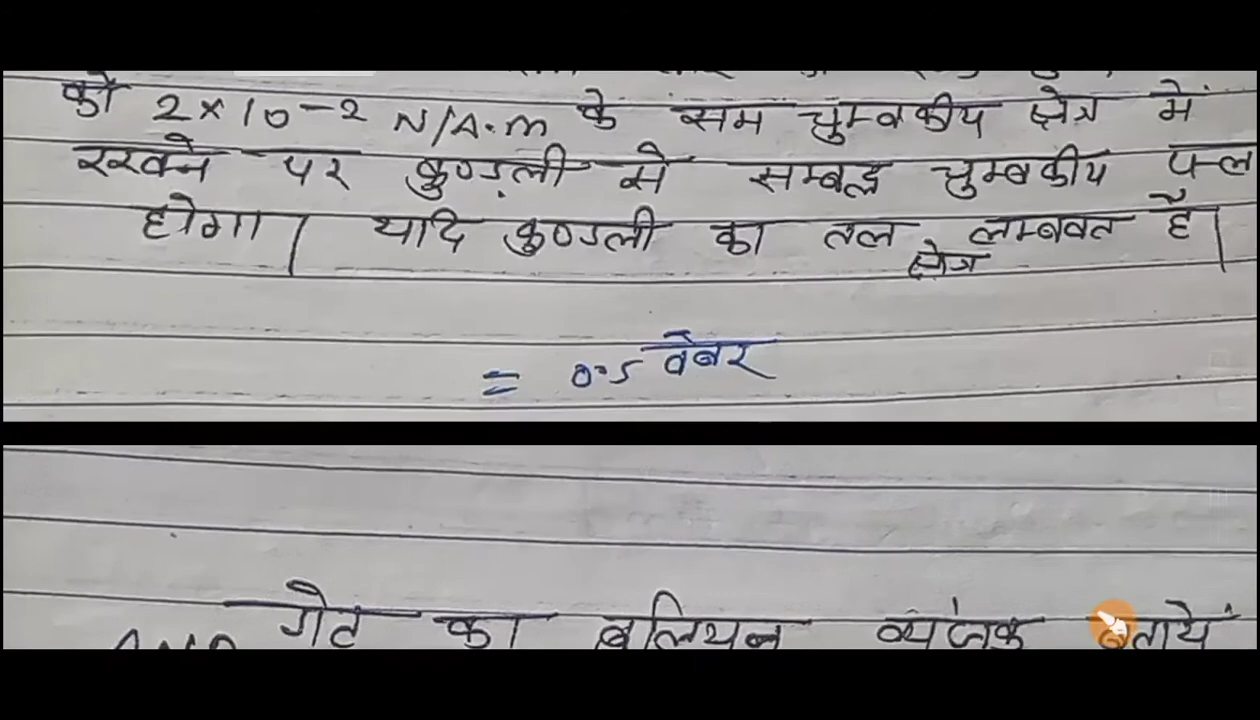 को 2×10-2 N/A.m के सम चुम्बकीय क्षेत्र में
रखने पर कुण्डली से सम्बद्ध चुम्बकीय फ्ल
होगा| यदि कुण्डली का तल लम्बवत है|
क्षेत्र
= 0.5 वेबर
गेट का बुलियन व्यंजक बतायें